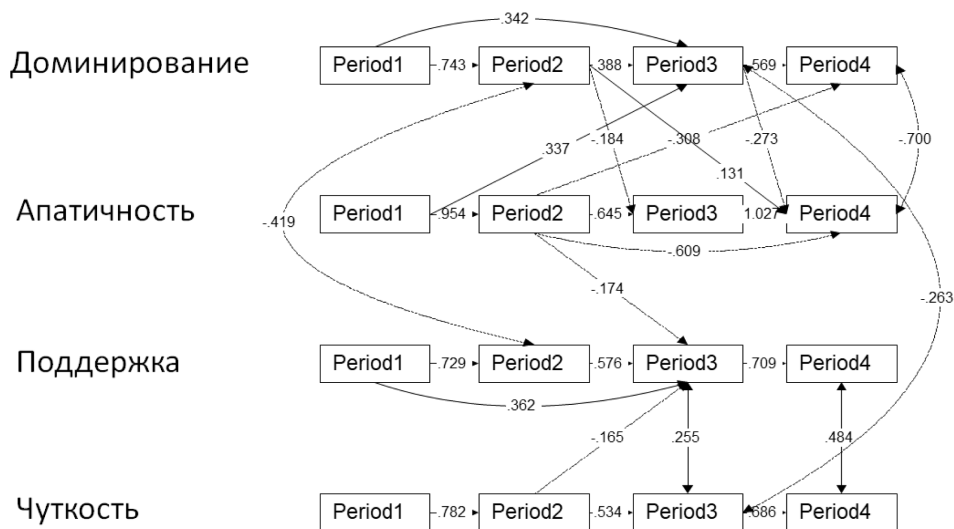 .342
Доминирование Period1 .743 Period2 .388 Period3 .569 Period4
.337 -.184 -.308 .131 -.273 -.700
Апатичность Period1 .954 Period2 .645 Period3 1.027 Period4
-.419
-.609
-.174
-.263
Поддержка Period1 .729 Period2 .576 Period3 .709 Period4
.362
-.165 .255 .484
Чуткость Period1 .782 Period2 .534 Period3 .686 Period4